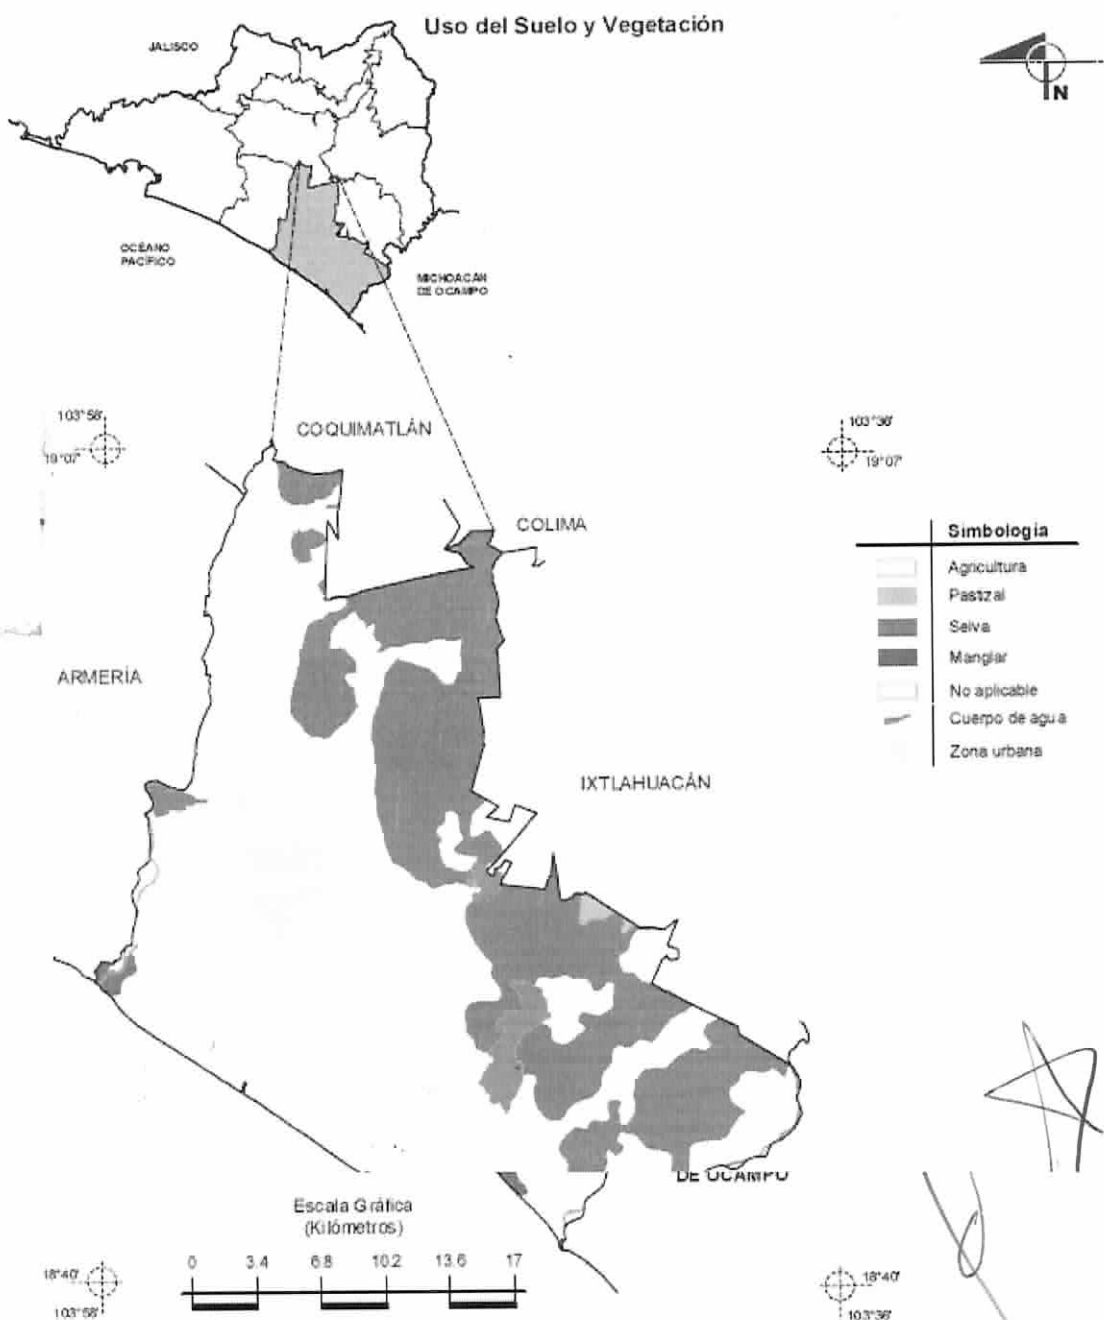 Uso del Suelo y Vegetación
JALISCO
N
OCÉANO
PACÍFICO
MICHOACÁN
DE OCAMPO
103°58'
19°07'
COQUIMATLÁN
103°36'
19°07'
COLIMA
Simbología
Agricultura
Pastizal
Selva
Manglar
No aplicable
Cuerpo de agua
Zona urbana
ARMERÍA
IXTLAHUACÁN
DE OCAMPO
Escala Gráfica
(Kilómetros)
0 3.4 6.8 10.2 13.6 17
18°40'
103°58'
18°40'
103°36'